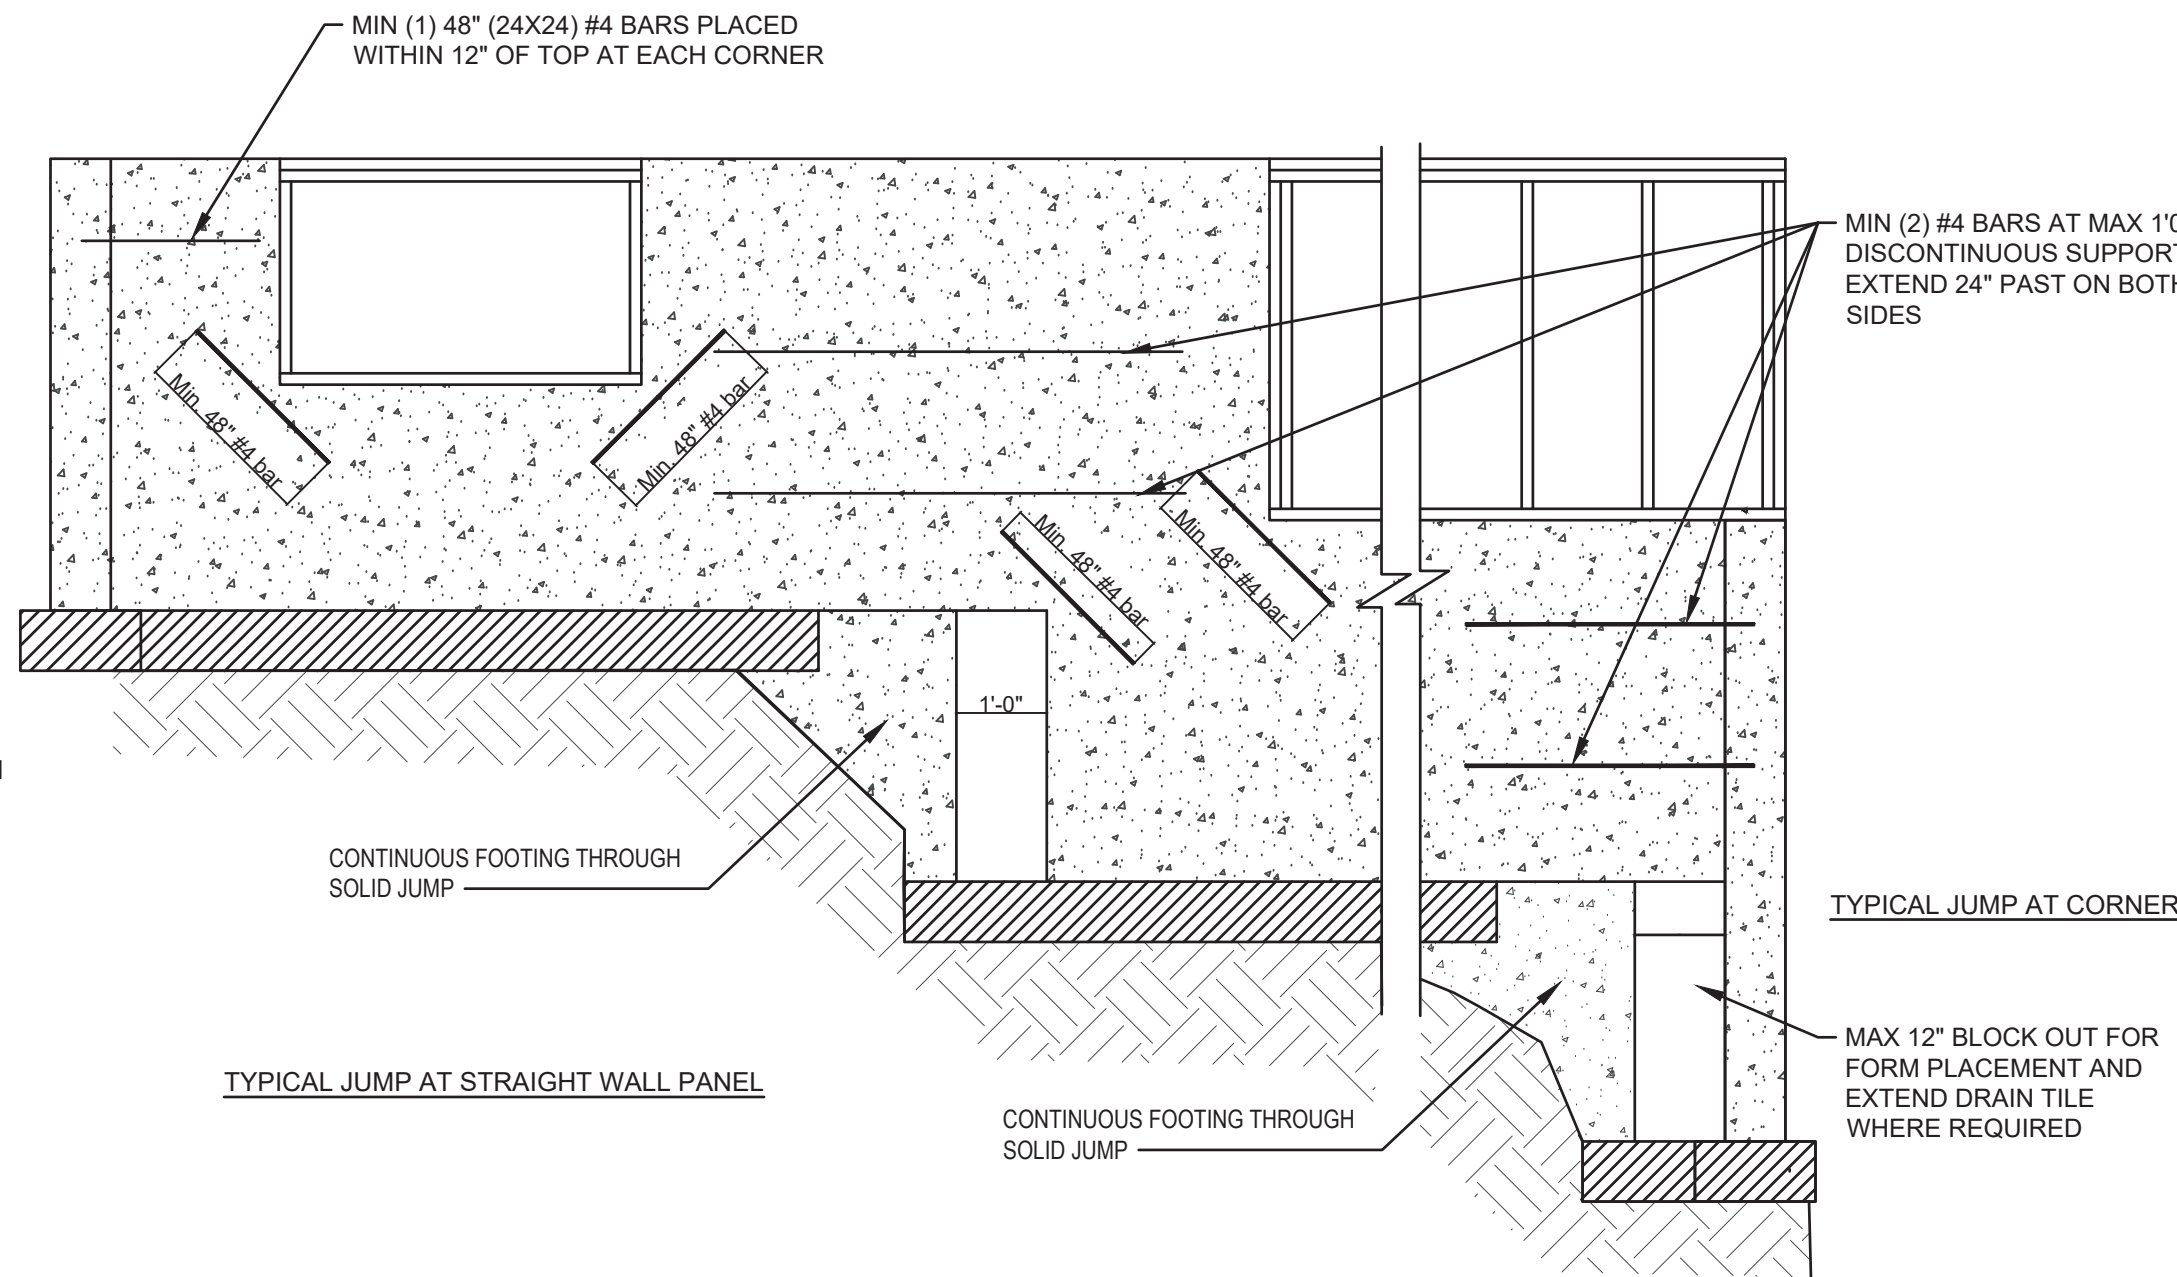 MIN (1) 48" (24X24) #4 BARS PLACED
WITHIN 12" OF TOP AT EACH CORNER
MIN (2) #4 BARS AT MAX 1'0
DISCONTINUOUS SUPPORT
EXTEND 24" PAST ON BOTH
SIDES
Min. 48" #4 bar
Min. 48" #4 bar
Min. 48" #4 bar
Min. 48" #4 bar
1'-0"
CONTINUOUS FOOTING THROUGH
SOLID JUMP
TYPICAL JUMP AT CORNER
TYPICAL JUMP AT STRAIGHT WALL PANEL
MAX 12" BLOCK OUT FOR
FORM PLACEMENT AND
EXTEND DRAIN TILE
WHERE REQUIRED
CONTINUOUS FOOTING THROUGH
SOLID JUMP